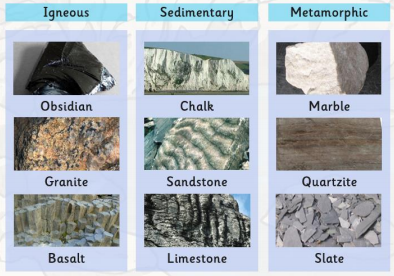 Igneous
Sedimentary
Metamorphic
Obsidian
Chalk
Marble
Granite
Sandstone
Quartzite
Basalt
Limestone
Slate